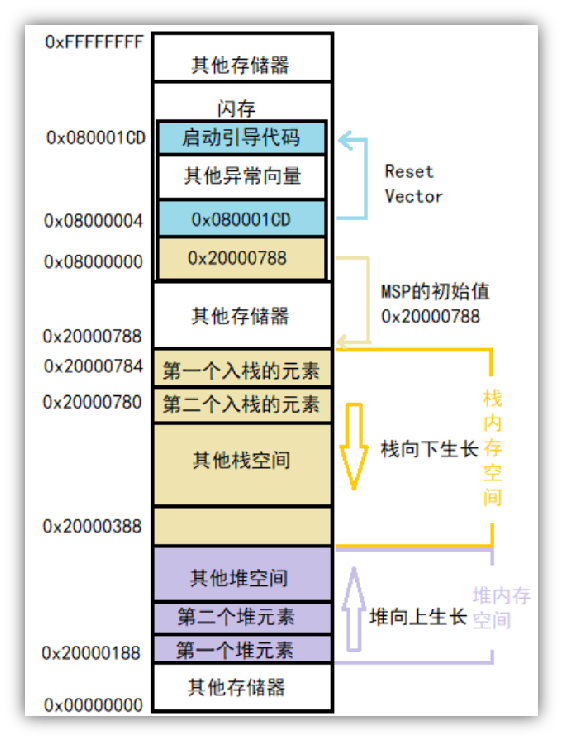 0xFFFFFFFF
其他存储器
闪存
0x080001CD
启动引导代码
其他异常向量
Reset
Vector
0x08000004
0x080001CD
0x08000000
0x20000788
MSP的初始值
0x20000788
其他存储器
0x20000788
0x20000784
第一个入栈的元素
0x20000780
第二个入栈的元素
栈内存空间
其他栈空间
栈向下生长
0x20000388
其他堆空间
堆内存
空间
第二个堆元素
堆向上生长
0x20000188
第一个堆元素
其他存储器
0x00000000